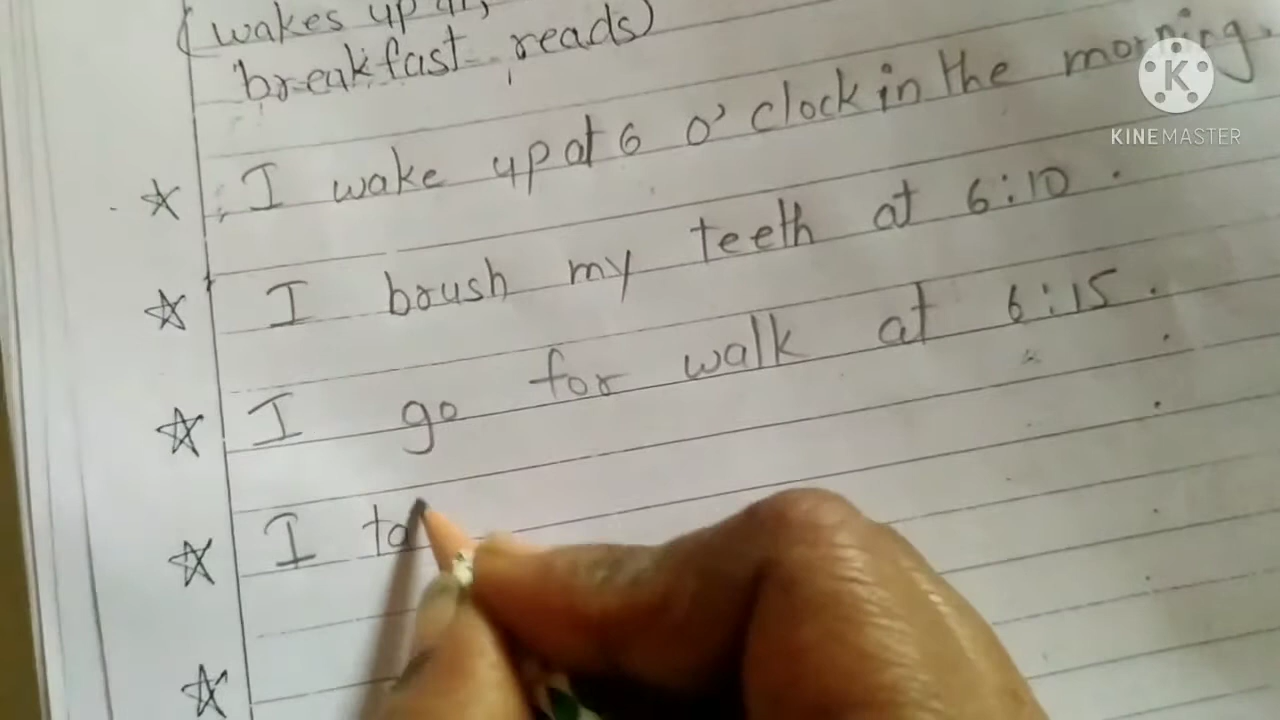 (wakes up at,
breakfast, reads)
I wake up at 6 o'clock in the morning.
I brush my teeth at 6:10.
I go for walk at 6:15.
I ta
K
KINEMASTER